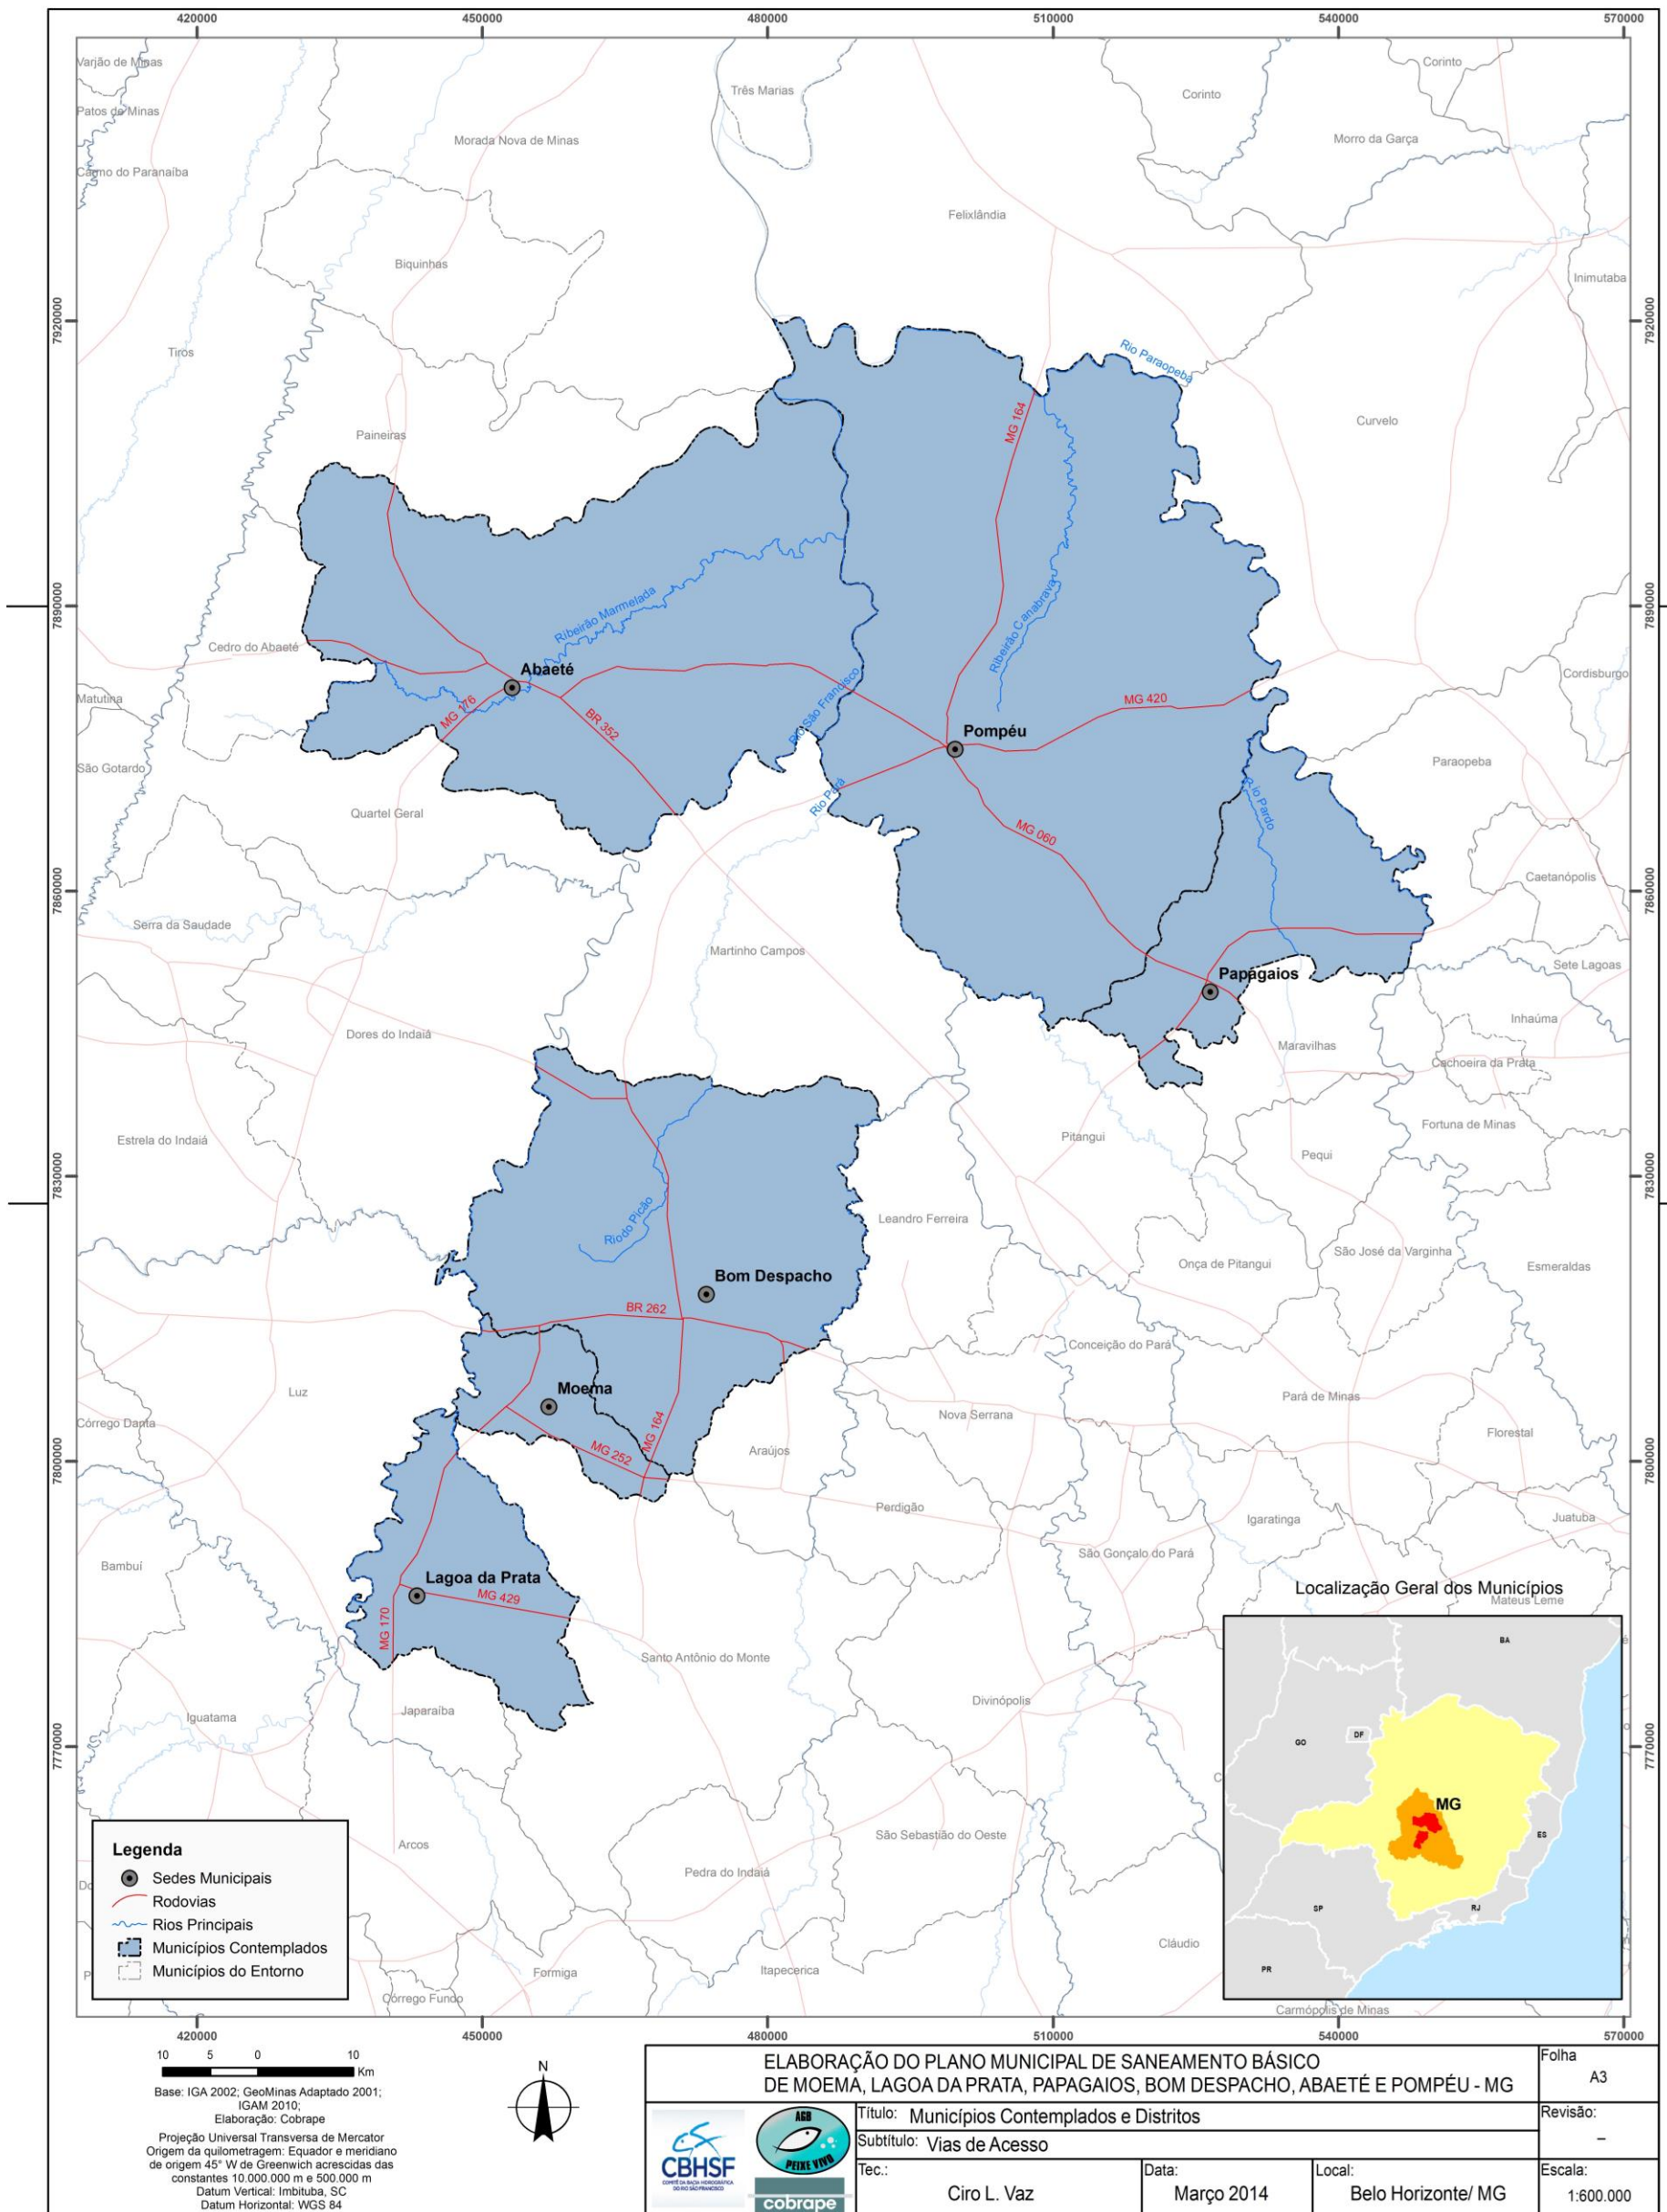 420000
450000
480000
510000
540000
570000
Varjão de Minas
Corinto
Três Marias
Corinto
Patos de Minas
Morada Nova de Minas
Morro da Garça
Carmo do Paranaíba
Felixlândia
Biquinhas
Inimutaba
7920000
7920000
Tiros
Rio Paraopeba
MG 164
Curvelo
Paineiras
7890000
7890000
Ribeirão Marmelada
Ribeirão Canabrava
Cedro do Abaeté
Abaeté
Cordisburgo
Matutina
MG 176
BR 352
Rio São Francisco
MG 420
Pompéu
São Gotardo
Paraopeba
Rio Pará
Rio Pardo
Quartel Geral
MG 060
7860000
7860000
Caetanópolis
Serra da Saudade
Martinho Campos
Sete Lagoas
Papagaios
Inhaúma
Dores do Indaiá
Maravilhas
Cachoeira da Prata
Estrela do Indaiá
Pitangui
Fortuna de Minas
Pequi
7830000
7830000
Rio do Picão
Leandro Ferreira
São José da Varginha
Onça de Pitangui
Esmeraldas
Bom Despacho
BR 262
Conceição do Pará
Luz
Moema
Pará de Minas
Córrego Danta
Nova Serrana
Florestal
MG 164
MG 252
Araújos
7800000
7800000
Perdigão
Igaratinga
Juatuba
São Gonçalo do Pará
Bambuí
Lagoa da Prata
MG 429
MG 170
Localização Geral dos Municípios
Mateus Leme
Santo Antônio do Monte
BA
Divinópolis
Japaraíba
Iguatama
GO
DF
7770000
7770000
MG
São Sebastião do Oeste
ES
Arcos
Pedra do Indaiá
SP
RJ
Cláudio
PR
Formiga
Itapecerica
Córrego Fundo
Carmópolis de Minas
Legenda
Sedes Municipais
Rodovias
Rios Principais
Municípios Contemplados
Municípios do Entorno
420000
450000
480000
510000
540000
570000
10 5 0 10
Km
Base: IGA 2002; GeoMinas Adaptado 2001;
IGAM 2010;
Elaboração: Cobrape
Projeção Universal Transversa de Mercator
Origem da quilometragem: Equador e meridiano
de origem 45° W de Greenwich acrescidas das
constantes 10.000.000 m e 500.000 m
Datum Vertical: Imbituba, SC
Datum Horizontal: WGS 84
N
ELABORAÇÃO DO PLANO MUNICIPAL DE SANEAMENTO BÁSICO
DE MOEMA, LAGOA DA PRATA, PAPAGAIOS, BOM DESPACHO, ABAETÉ E POMPÉU - MG
Folha
A3
CBHSF
COMITÊ DA BACIA HIDROGRÁFICA
DO RIO SÃO FRANCISCO
AGB
PEIXE VIVO
cobrape
Título: Municípios Contemplados e Distritos
Revisão:
–
Subtítulo: Vias de Acesso
Tec.:
Ciro L. Vaz
Data:
Março 2014
Local:
Belo Horizonte/ MG
Escala:
1:600.000